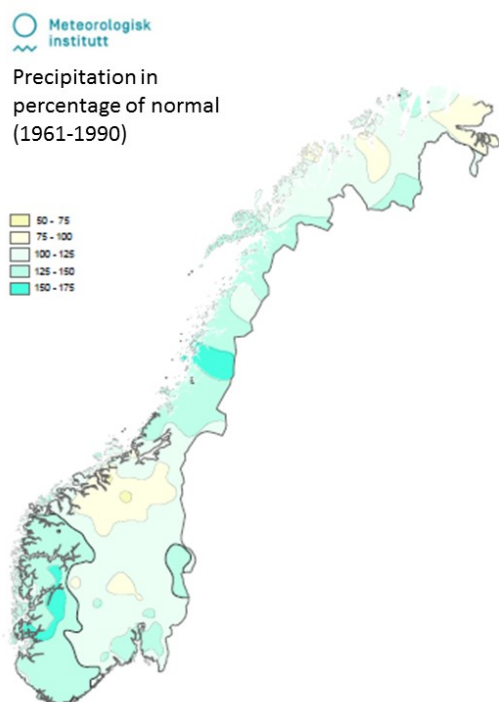 Meteorologisk
institutt
Precipitation in
percentage of normal
(1961-1990)
50 - 75
75 - 100
100 - 125
125 - 150
150 - 175